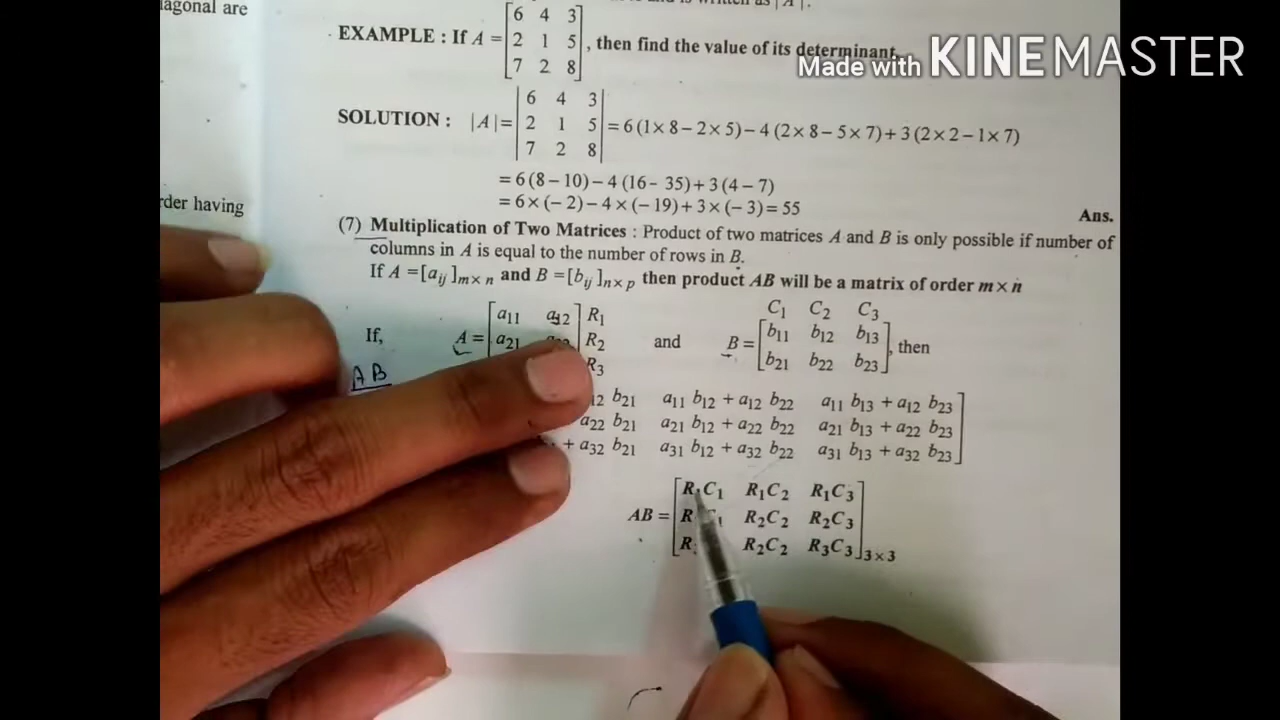 agonal are
is written as |A|.
EXAMPLE : If A = [6 4 3
2 1 5
7 2 8], then find the value of its determinant.
Made with KINEMASTER
SOLUTION : |A| = |6 4 3
2 1 5
7 2 8| = 6 (1 × 8 – 2 × 5) – 4 (2 × 8 – 5 × 7) + 3 (2 × 2 – 1 × 7)
= 6 (8 – 10) – 4 (16 – 35) + 3 (4 – 7)
= 6 × (– 2) – 4 × (– 19) + 3 × (– 3) = 55 Ans.
rder having
(7) Multiplication of Two Matrices : Product of two matrices A and B is only possible if number of
columns in A is equal to the number of rows in B.
If A = [aij]m × n and B = [bij]n × p then product AB will be a matrix of order m × n
C1 C2 C3
If, A = [a11 a12 R1 and B = [b11 b12 b13
a21 R2 b21 b22 b23], then
R3
AB
12 b21 a11 b12 + a12 b22 a11 b13 + a12 b23
a22 b21 a21 b12 + a22 b22 a21 b13 + a22 b23
+ a32 b21 a31 b12 + a32 b22 a31 b13 + a32 b23]
AB = [R1C1 R1C2 R1C3
R R2C2 R2C3
R R2C2 R3C3]3 × 3